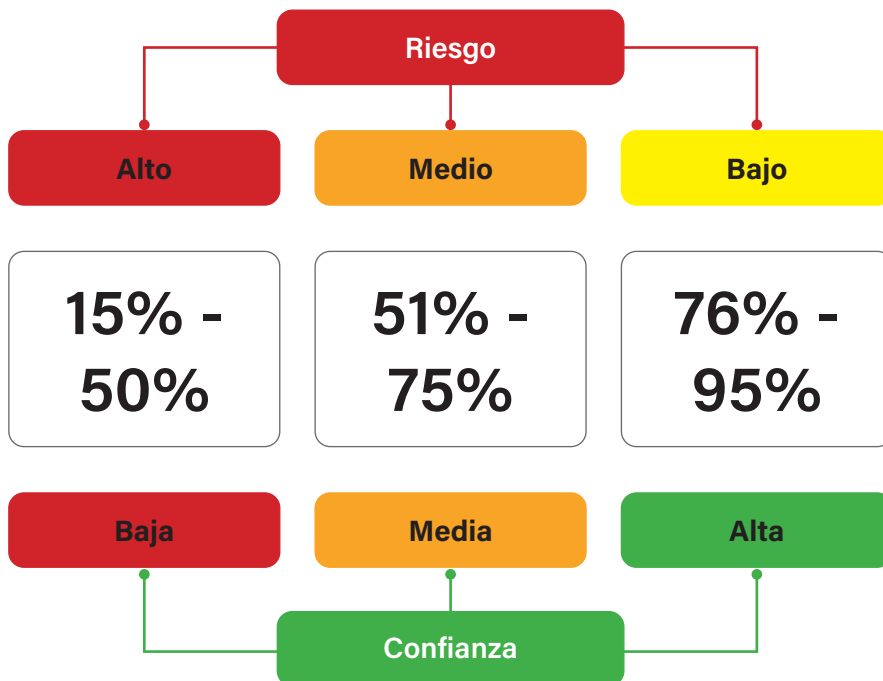 Riesgo
Alto
Medio
Bajo
15% -
50%
51% -
75%
76% -
95%
Baja
Media
Alta
Confianza